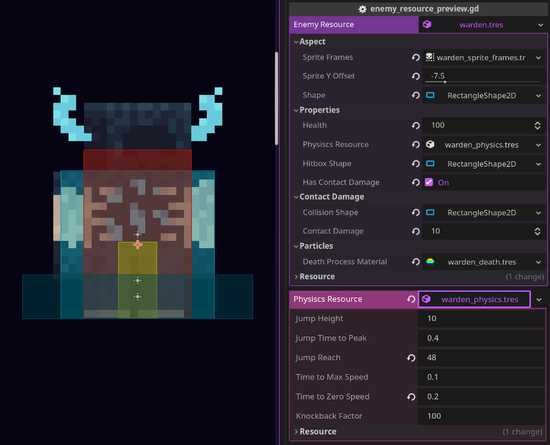 enemy_resource_preview.gd
Enemy Resource warden.tres
Aspect
Sprite Frames warden_sprite_frames.tr
Sprite Y Offset -7.5
Shape RectangleShape2D
Properties
Health 100
Physiscs Resource warden_physics.tres
Hitbox Shape RectangleShape2D
Has Contact Damage On
Contact Damage
Collision Shape RectangleShape2D
Contact Damage 10
Particles
Death Process Material warden_death.tres
Resource (1 change)
Physiscs Resource warden_physics.tres
Jump Height 10
Jump Time to Peak 0.4
Jump Reach 48
Time to Max Speed 0.1
Time to Zero Speed 0.2
Knockback Factor 100
Resource (1 change)